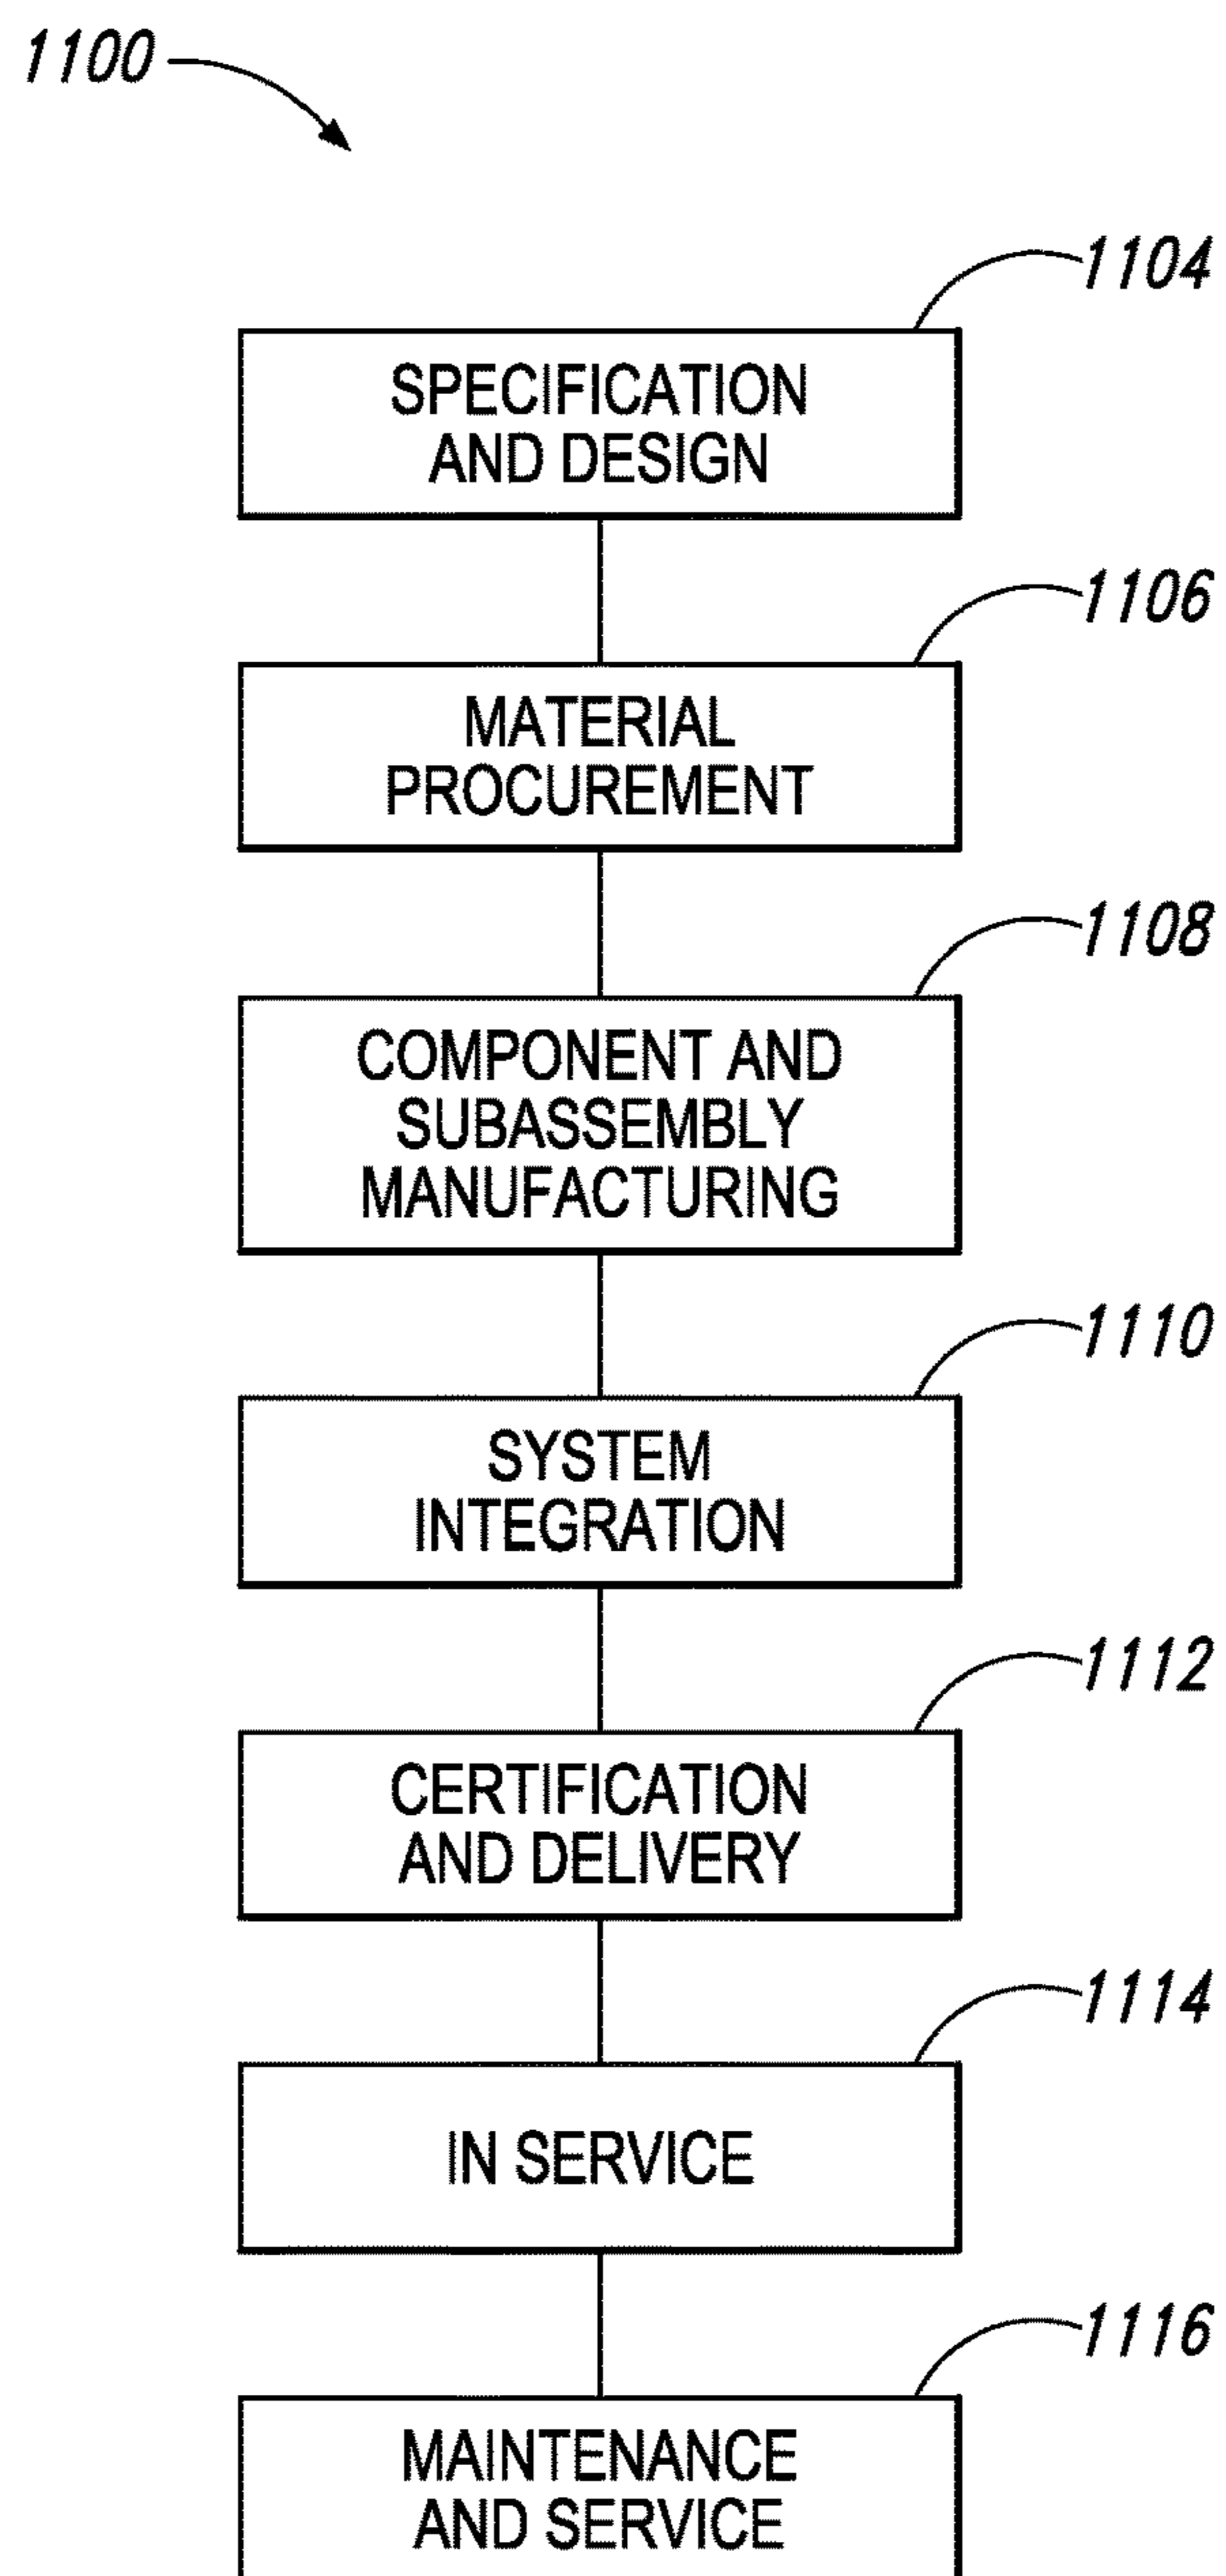 1100
1104
SPECIFICATION
AND DESIGN
1106
MATERIAL
PROCUREMENT
1108
COMPONENT AND
SUBASSEMBLY
MANUFACTURING
1110
SYSTEM
INTEGRATION
1112
CERTIFICATION
AND DELIVERY
1114
IN SERVICE
1116
MAINTENANCE
AND SERVICE